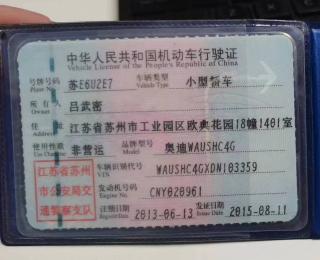 中华人民共和国机动车行驶证
Vehicle License of the People's Republic of China
号牌号码 苏E6U2E7 车辆类型 小型轿车
Plate No. Vehicle Type
所有人 吕武密
Owner
住址 江苏省苏州市工业园区欧典花园18幢1401室
Address
使用性质 非营运 品牌型号 奥迪WAUSHC4G
Use Character Model
江苏省苏州市公安局交通警察支队
车辆识别代号 WAUSHC4GXDN103359
VIN
发动机号码 CNY020961
Engine No.
注册日期 2013-06-13 发证日期 2015-08-11
Register Date Issue Date